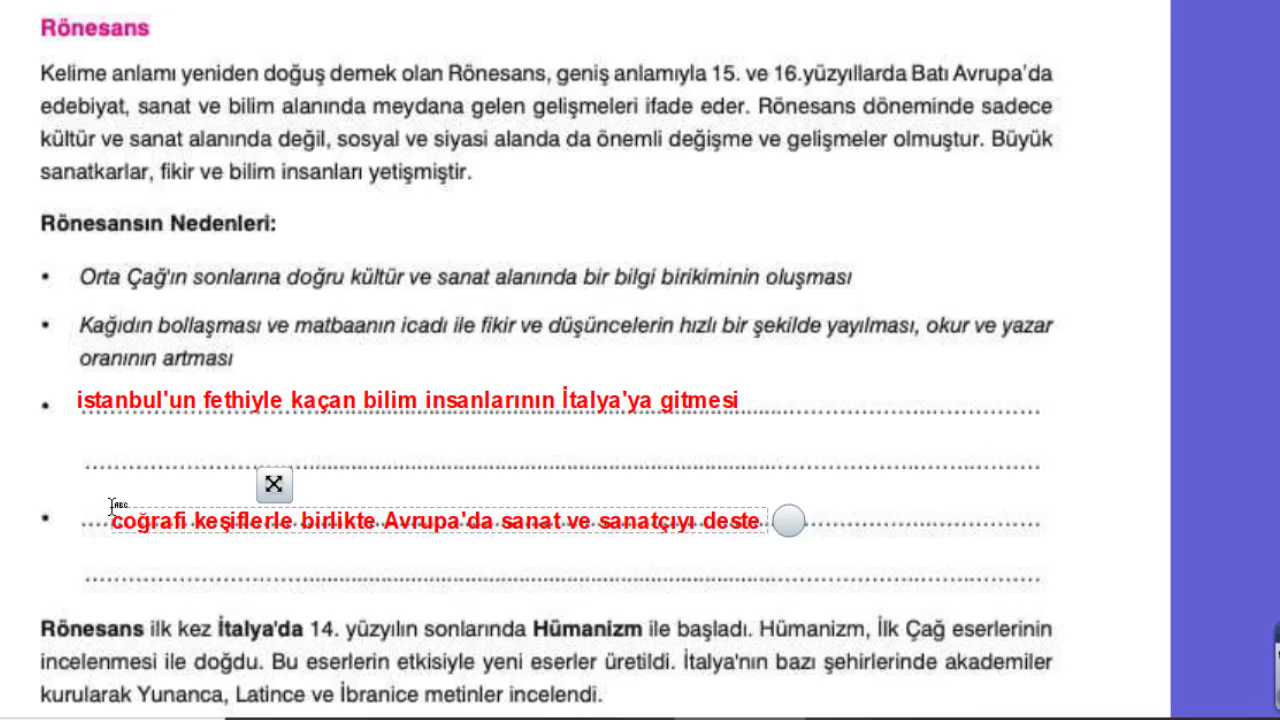 Rönesans
Kelime anlamı yeniden doğuş demek olan Rönesans, geniş anlamıyla 15. ve 16.yüzyıllarda Batı Avrupa'da
edebiyat, sanat ve bilim alanında meydana gelen gelişmeleri ifade eder. Rönesans döneminde sadece
kültür ve sanat alanında değil, sosyal ve siyasi alanda da önemli değişme ve gelişmeler olmuştur. Büyük
sanatkarlar, fikir ve bilim insanları yetişmiştir.
Rönesansın Nedenleri:
• Orta Çağ'ın sonlarına doğru kültür ve sanat alanında bir bilgi birikiminin oluşması
• Kağıdın bollaşması ve matbaanın icadı ile fikir ve düşüncelerin hızlı bir şekilde yayılması, okur ve yazar
oranının artması
• istanbul'un fethiyle kaçan bilim insanlarının İtalya'ya gitmesi
• coğrafi keşiflerle birlikte Avrupa'da sanat ve sanatçıyı deste
Rönesans ilk kez İtalya'da 14. yüzyılın sonlarında Hümanizm ile başladı. Hümanizm, İlk Çağ eserlerinin
incelenmesi ile doğdu. Bu eserlerin etkisiyle yeni eserler üretildi. İtalya'nın bazı şehirlerinde akademiler
kurularak Yunanca, Latince ve İbranice metinler incelendi.